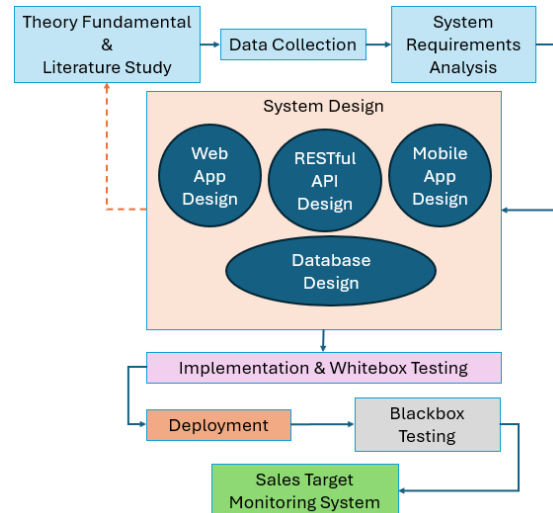 Theory Fundamental
&
Literature Study
Data Collection
System
Requirements
Analysis
System Design
Web
App
Design
RESTful
API
Design
Mobile
App
Design
Database
Design
Implementation & Whitebox Testing
Deployment
Blackbox
Testing
Sales Target
Monitoring System